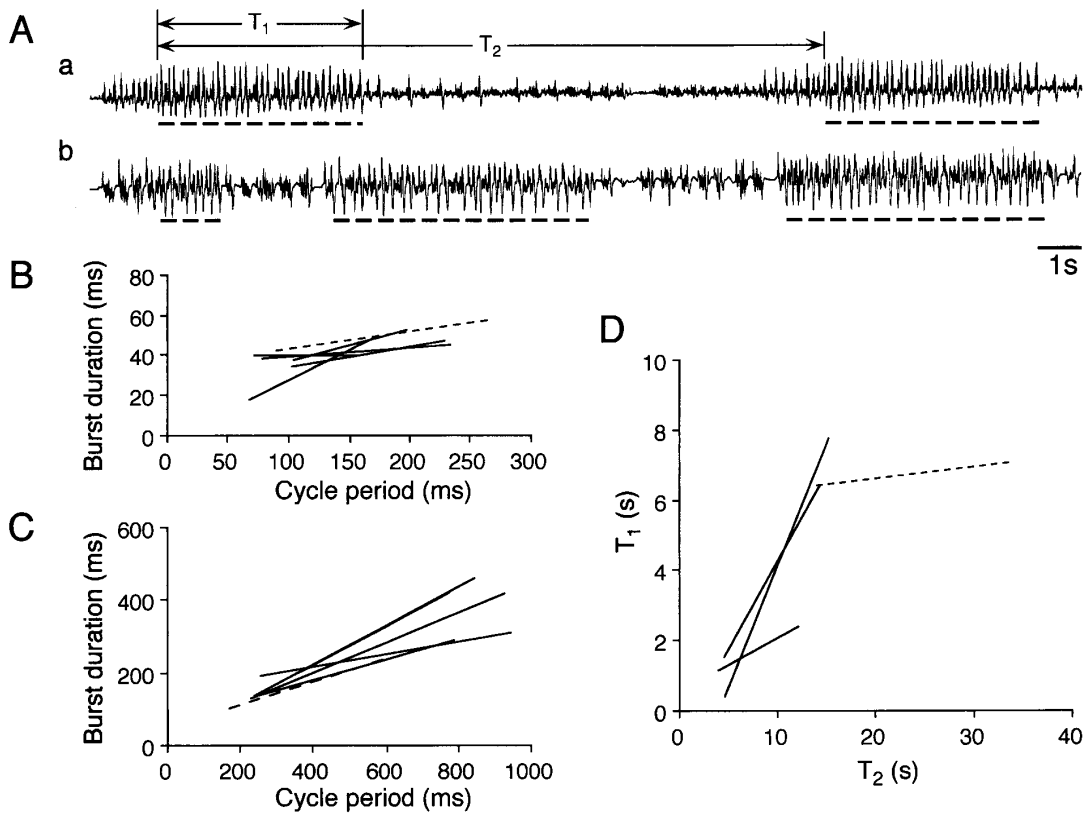 A
T1
T2
a
b
1s
B
Burst duration (ms)
80
60
40
20
0
0 50 100 150 200 250 300
Cycle period (ms)
C
Burst duration (ms)
600
400
200
0
0 200 400 600 800 1000
Cycle period (ms)
D
T1 (s)
10
8
6
4
2
0
0 10 20 30 40
T2 (s)